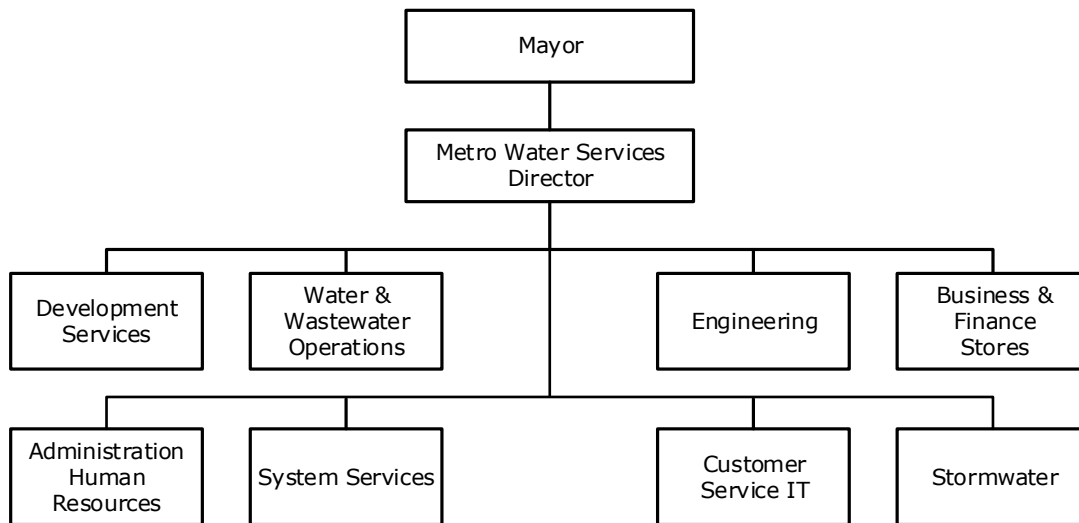 Mayor
Metro Water Services
Director
Development
Services
Water &
Wastewater
Operations
Engineering
Business &
Finance
Stores
Administration
Human
Resources
System Services
Customer
Service IT
Stormwater